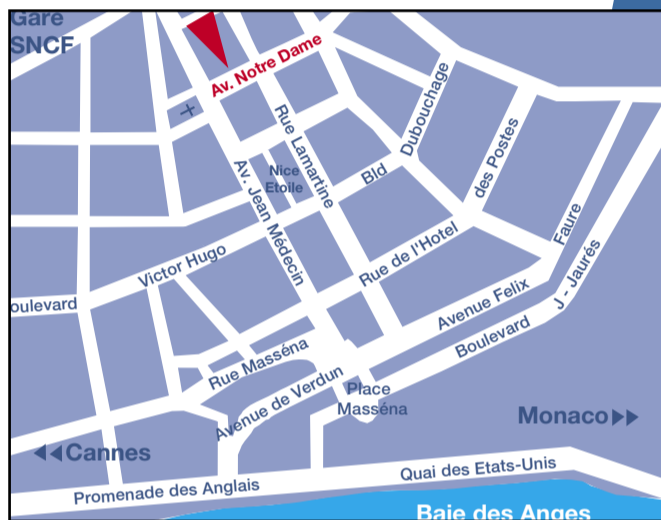 Gare
SNCF
Av. Notre Dame
Rue Lamartine
Dubouchage
des Postes
Nice
Etoile
Bld
Av. Jean Médecin
Faure
Victor Hugo
Rue de l'Hotel
J - Jaurés
oulevard
Avenue Felix
Boulevard
Rue Masséna
Avenue de Verdun
Place
Masséna
Monaco
Cannes
Quai des Etats-Unis
Promenade des Anglais
Baie des Anges